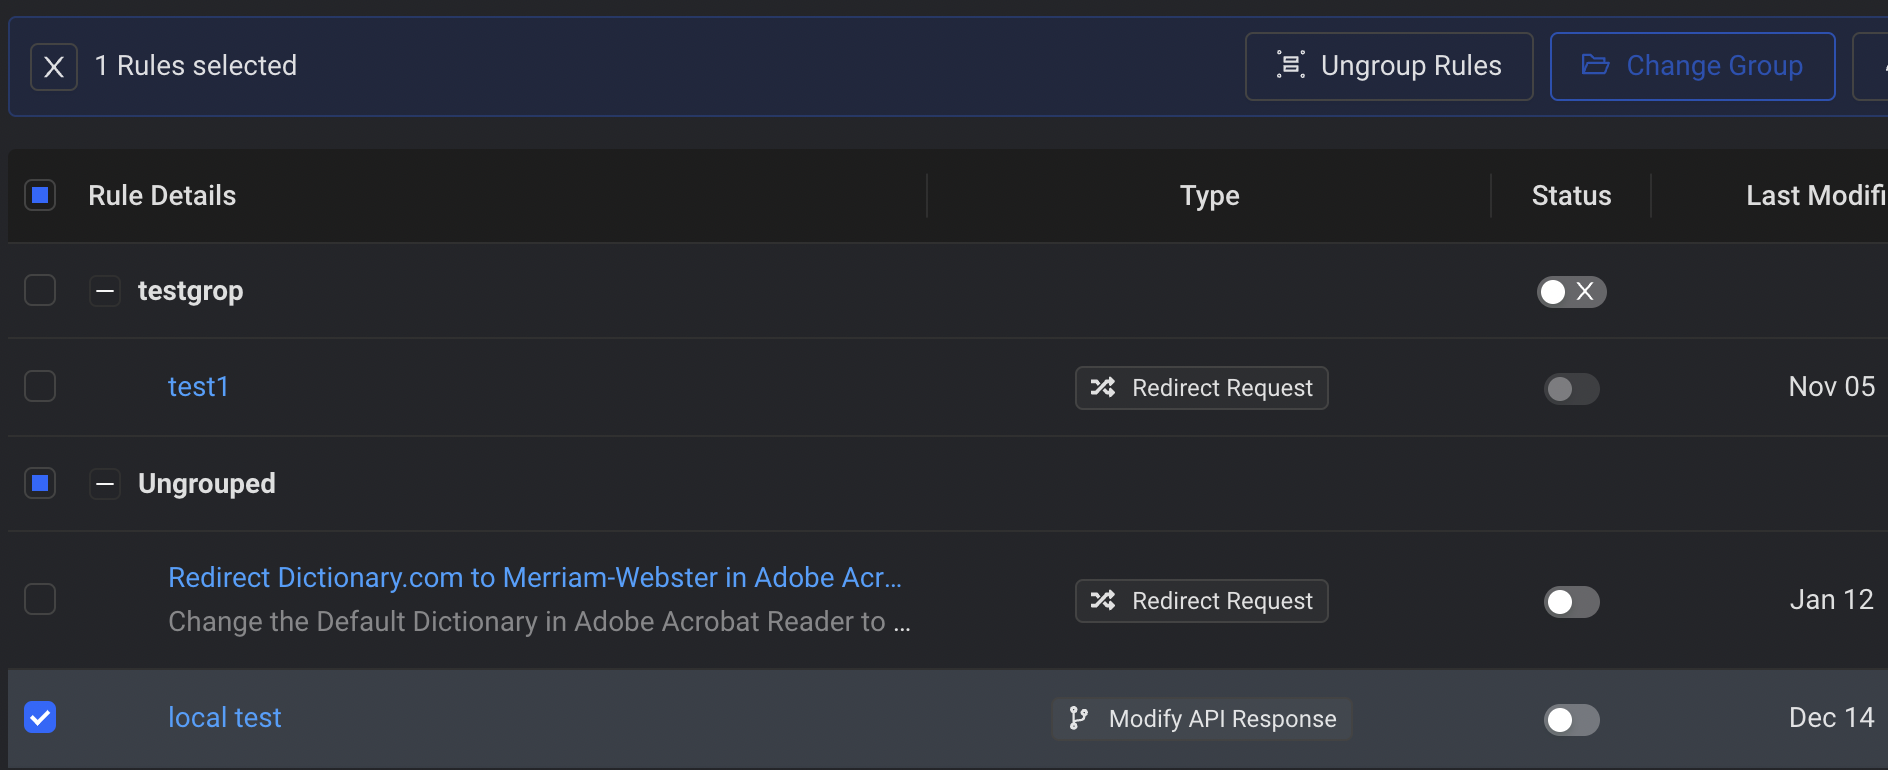 1 Rules selected
Ungroup Rules
Change Group
Rule Details
Type
Status
Last Modifi
testgrop
test1
Redirect Request
Nov 05
Ungrouped
Redirect Dictionary.com to Merriam-Webster in Adobe Acr...
Change the Default Dictionary in Adobe Acrobat Reader to ...
Redirect Request
Jan 12
local test
Modify API Response
Dec 14